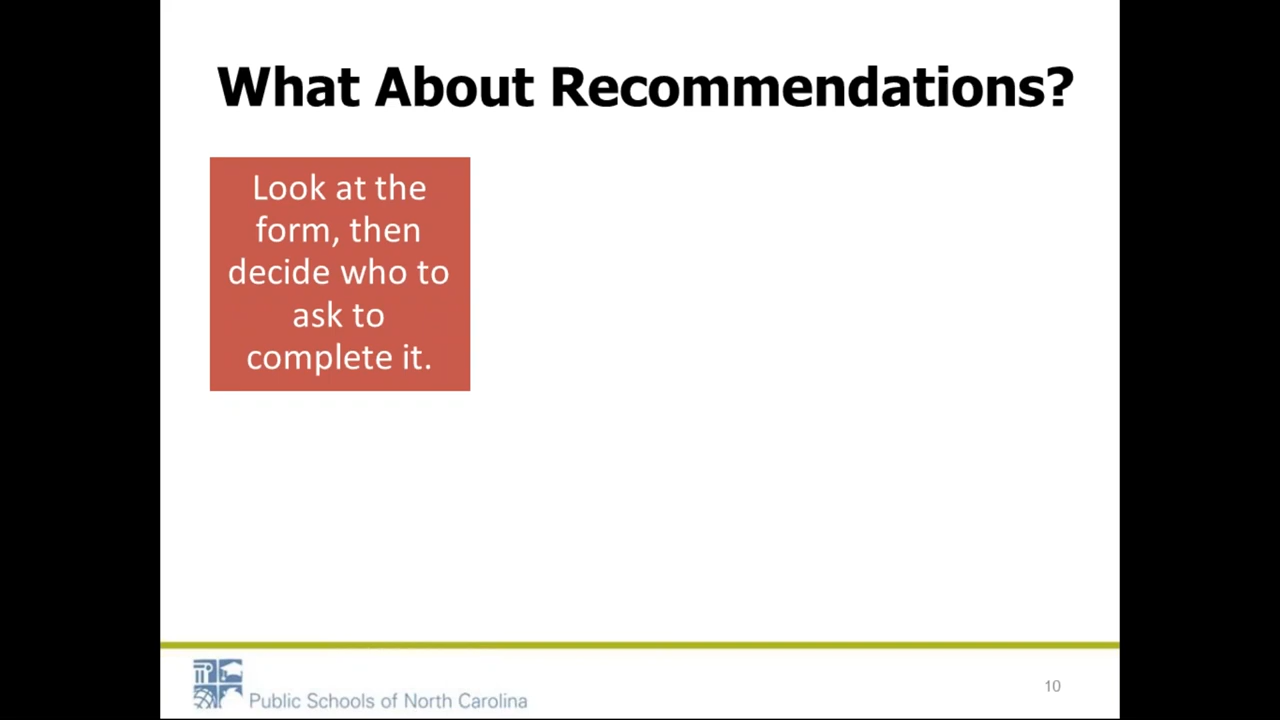 What About Recommendations?
Look at the
form, then
decide who to
ask to
complete it.
Public Schools of North Carolina
10